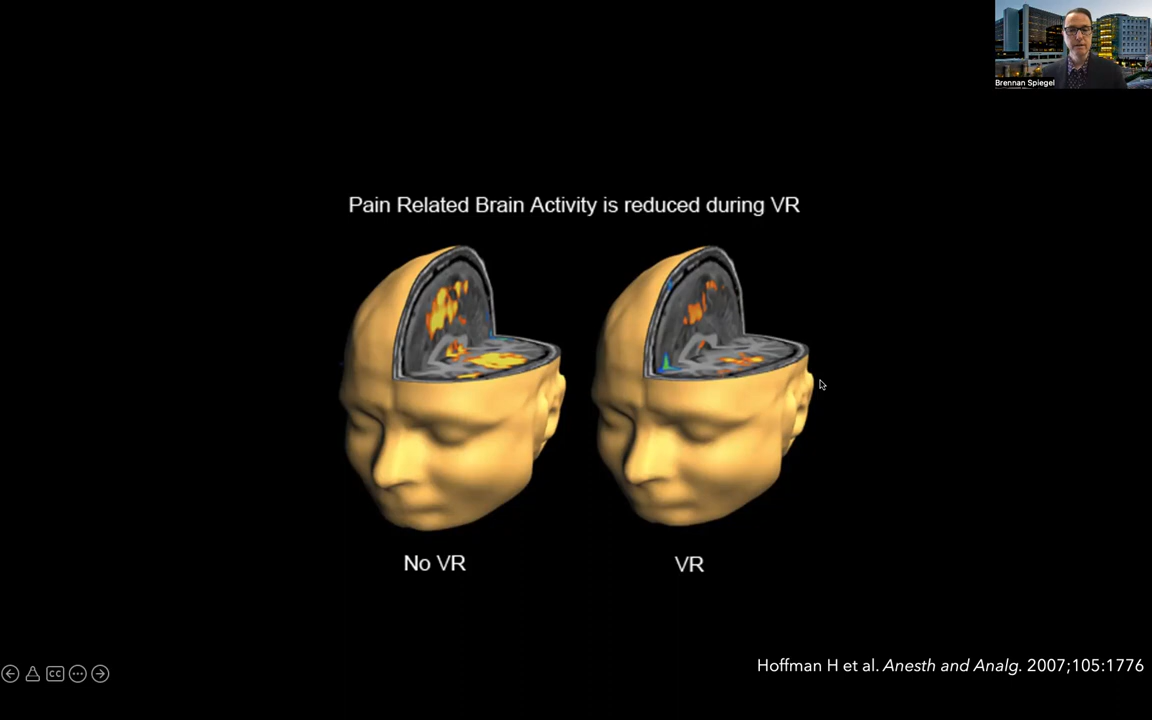 Brennan Spiegel
Pain Related Brain Activity is reduced during VR
No VR
VR
CC
Hoffman H et al. Anesth and Analg. 2007;105:1776